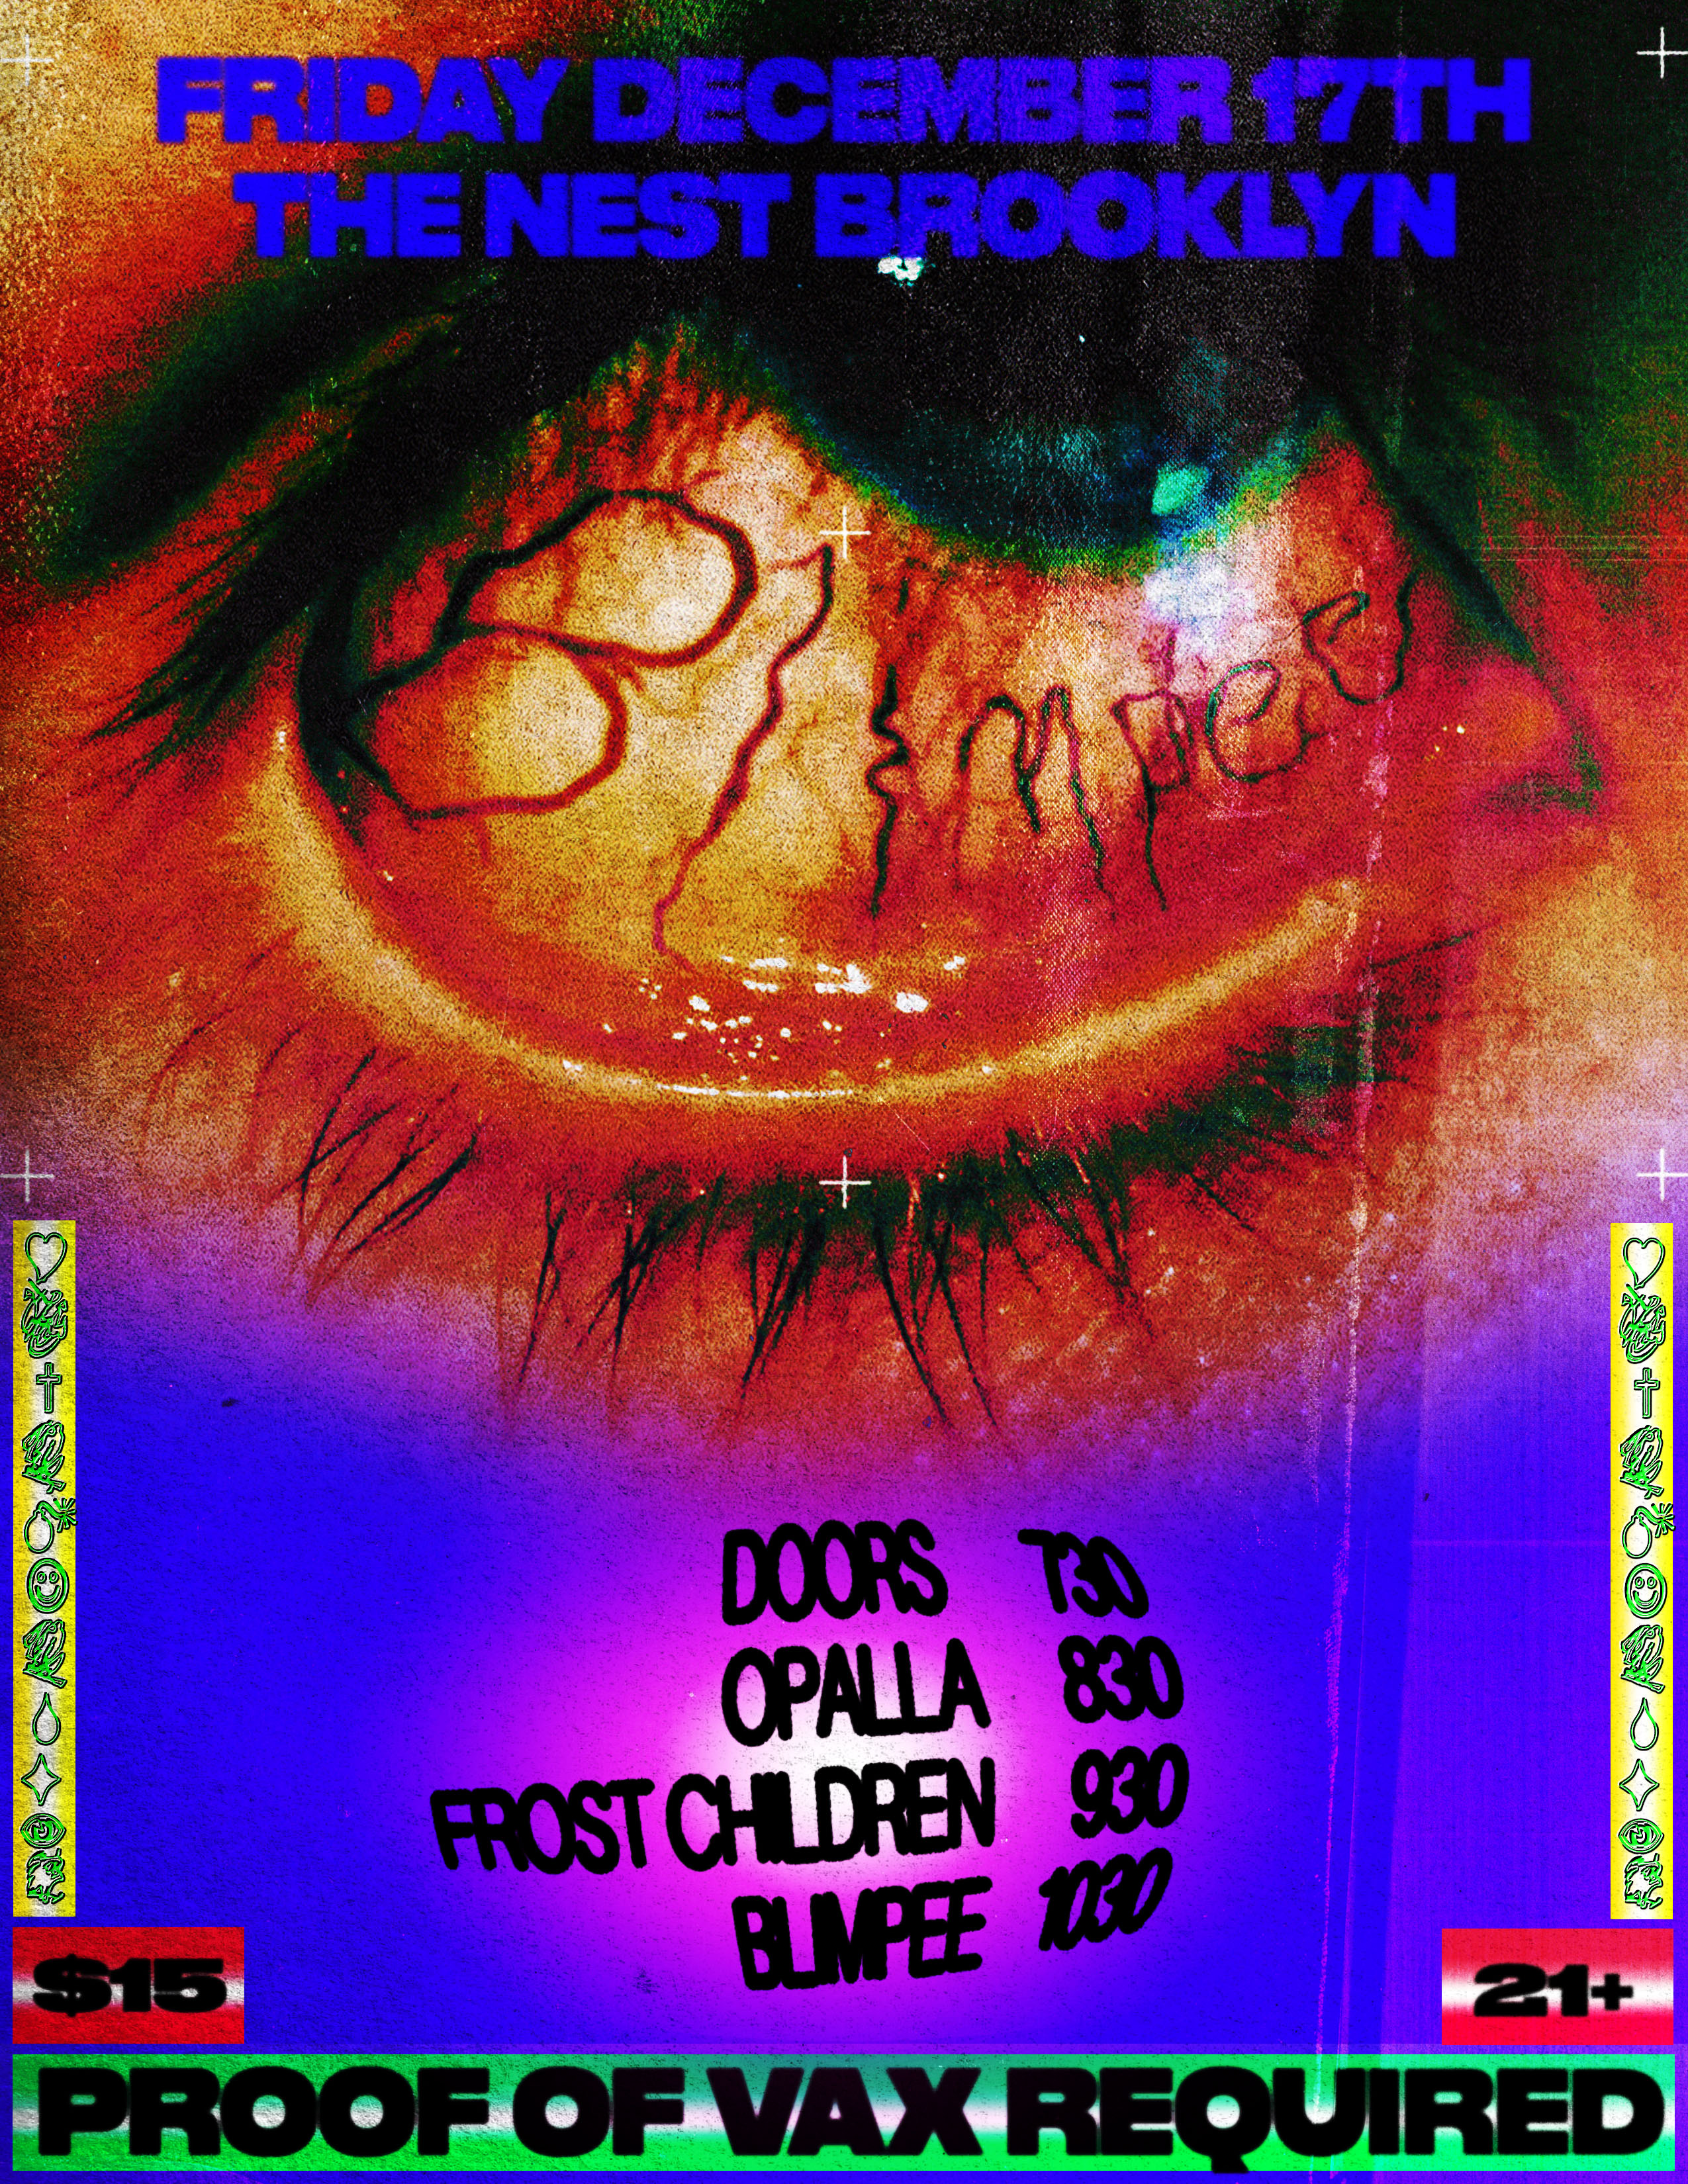 FRIDAY DECEMBER 17TH
THE NEST BROOKLYN
Blimpee
DOORS 730
OPALLA 830
FROST CHILDREN 930
BLIMPEE 1030
$15
21+
PROOF OF VAX REQUIRED